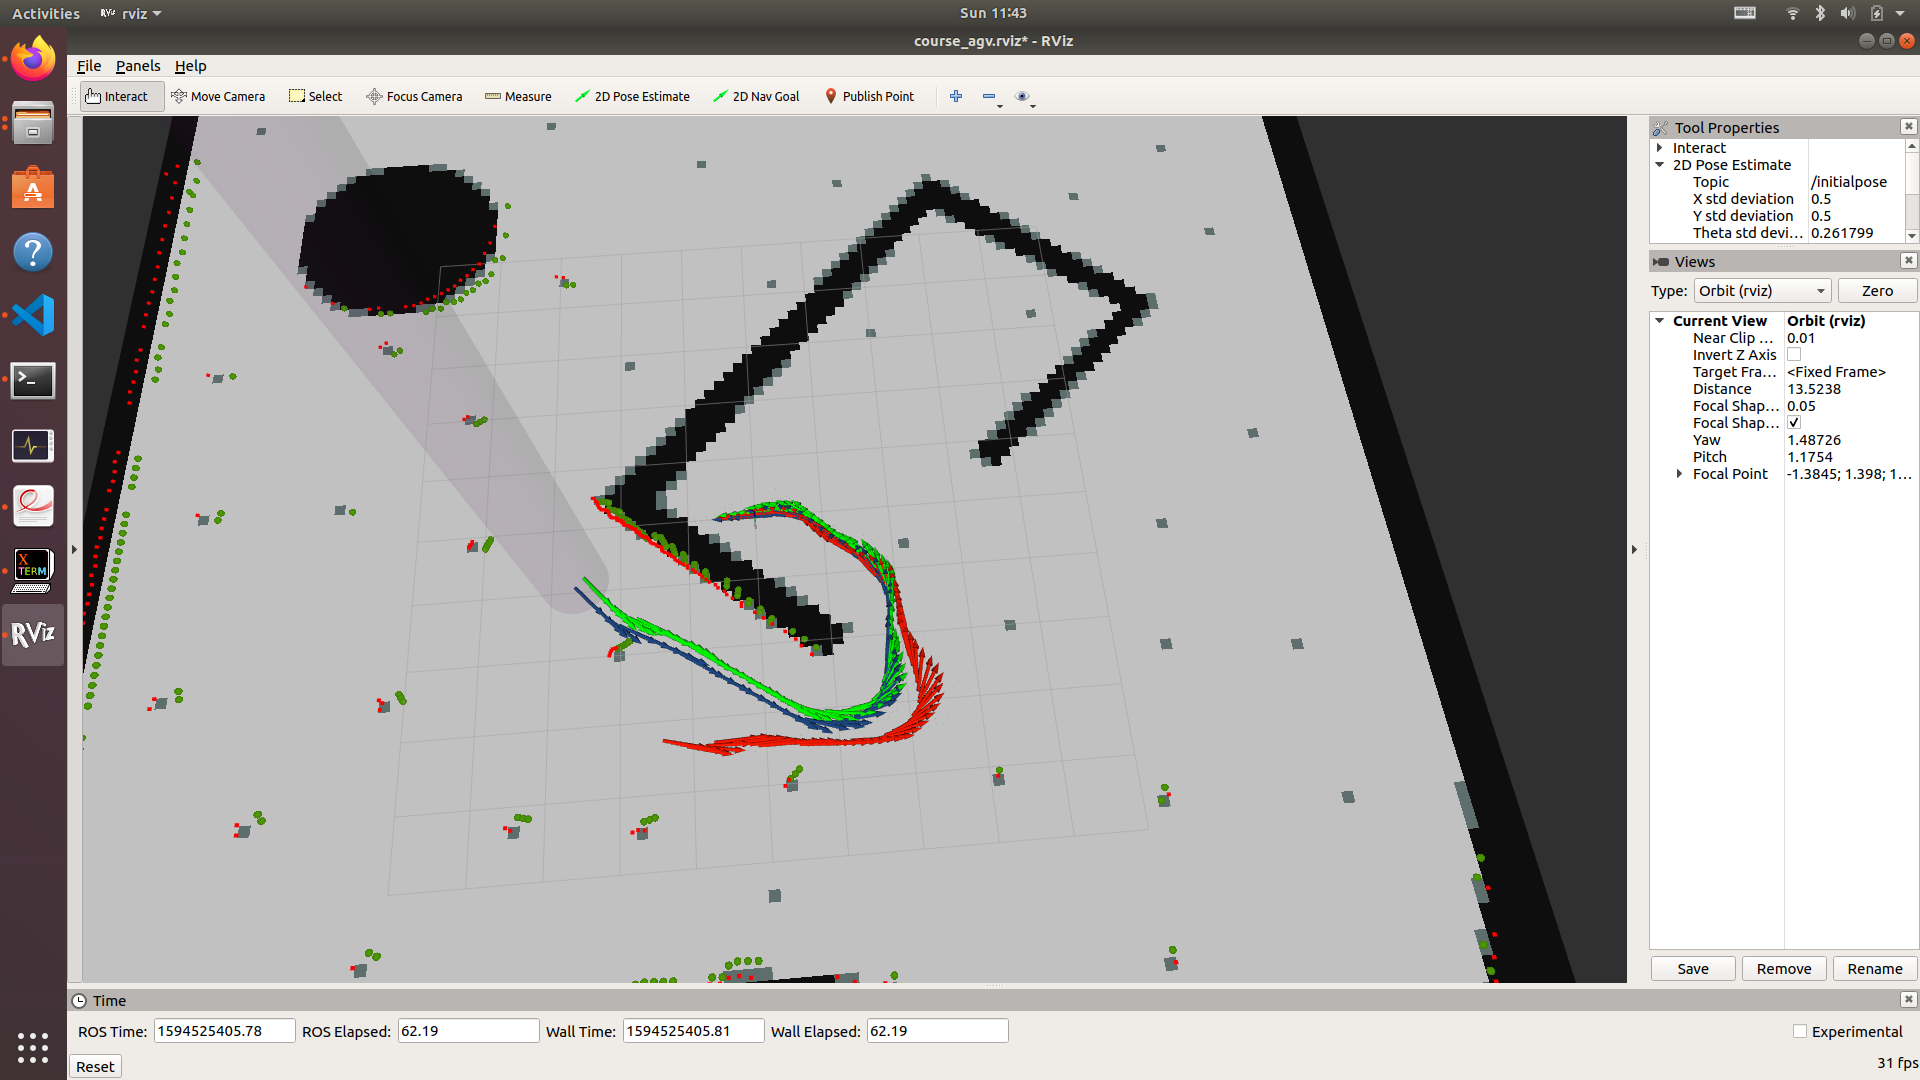 Activities
rviz
Sun 11:43
course_agv.rviz* - RViz
File Panels Help
Interact
Move Camera
Select
Focus Camera
Measure
2D Pose Estimate
2D Nav Goal
Publish Point
Tool Properties
Interact
2D Pose Estimate
Topic /initialpose
X std deviation 0.5
Y std deviation 0.5
Theta std devi... 0.261799
Views
Type: Orbit (rviz) Zero
Current View Orbit (rviz)
Near Clip ... 0.01
Invert Z Axis
Target Fra... <Fixed Frame>
Distance 13.5238
Focal Shap... 0.05
Focal Shap...
Yaw 1.48726
Pitch 1.1754
Focal Point -1.3845; 1.398; 1...
Save Remove Rename
X
TERM
RViz
Time
ROS Time: 1594525405.78 ROS Elapsed: 62.19 Wall Time: 1594525405.81 Wall Elapsed: 62.19 Experimental
Reset 31 fps